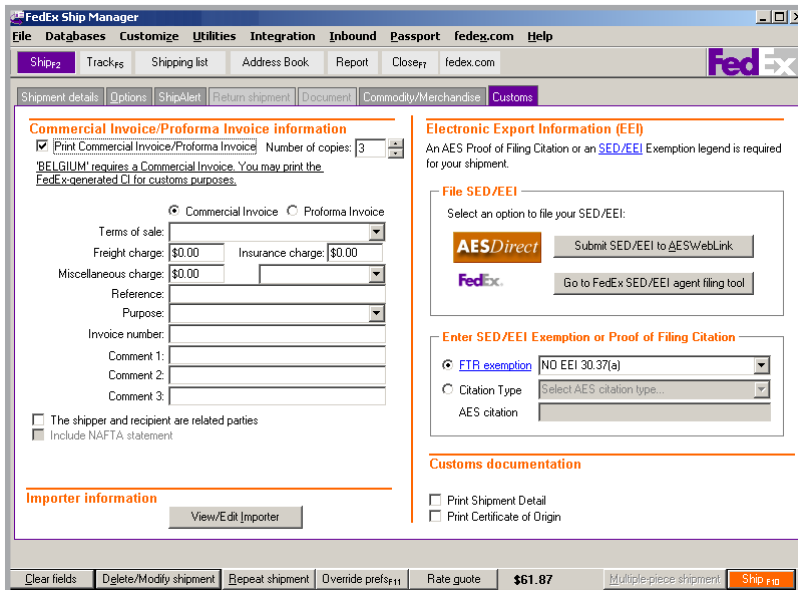 FedEx Ship Manager
File Databases Customize Utilities Integration Inbound Passport fedex.com Help
ShipF2 TrackF5 Shipping list Address Book Report CloseF7 fedex.com
FedEx
Shipment details Options ShipAlert Return shipment Document Commodity/Merchandise Customs
Commercial Invoice/Proforma Invoice information
Print Commercial Invoice/Proforma Invoice Number of copies: 3
'BELGIUM' requires a Commercial Invoice. You may print the
FedEx-generated CI for customs purposes.
Commercial Invoice Proforma Invoice
Terms of sale:
Freight charge: $0.00 Insurance charge: $0.00
Miscellaneous charge: $0.00
Reference:
Purpose:
Invoice number:
Comment 1:
Comment 2:
Comment 3:
The shipper and recipient are related parties
Include NAFTA statement
Importer information
View/Edit Importer
Electronic Export Information (EEI)
An AES Proof of Filing Citation or an SED/EEI Exemption legend is required
for your shipment.
File SED/EEI
Select an option to file your SED/EEI:
AESDirect Submit SED/EEI to AESWebLink
FedEx Go to FedEx SED/EEI agent filing tool
Enter SED/EEI Exemption or Proof of Filing Citation
FTR exemption NO EEI 30.37(a)
Citation Type Select AES citation type...
AES citation
Customs documentation
Print Shipment Detail
Print Certificate of Origin
Clear fields Delete/Modify shipment Repeat shipment Override prefsF11 Rate quote $61.87 Multiple-piece shipment Ship F10